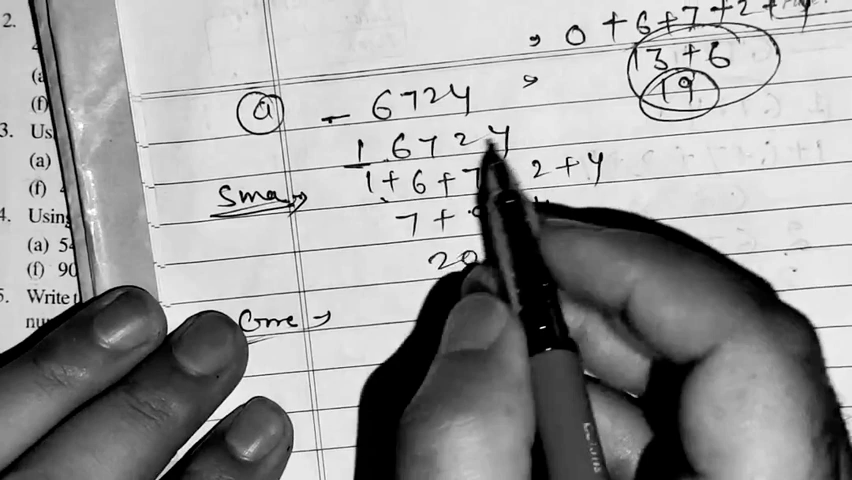 , 0 + 6 + 7 + 2 + 4
13 + 6
19
(a) _ 6724 ,
1 6724
Sma → 1 + 6 + 7 2 + 4
7 +
20
2.
(a
(f)
3. Us
(a)
(f) 4
4. Using
(a) 54
(f) 90
5. Write t
nu